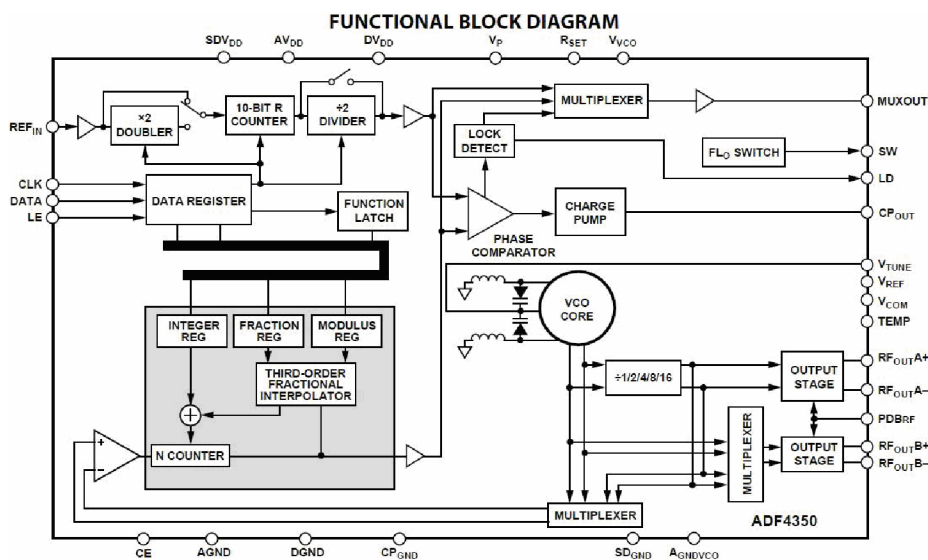 FUNCTIONAL BLOCK DIAGRAM
SDVDD AVDD DVDD VP RSET VVCO
REFIN
×2
DOUBLER
10-BIT R
COUNTER
÷2
DIVIDER
MULTIPLEXER
MUXOUT
LOCK
DETECT
FLO SWITCH
SW
LD
CLK
DATA
LE
DATA REGISTER
FUNCTION
LATCH
CHARGE
PUMP
CPOUT
PHASE
COMPARATOR
VTUNE
VREF
VCOM
TEMP
VCO
CORE
INTEGER
REG
FRACTION
REG
MODULUS
REG
THIRD-ORDER
FRACTIONAL
INTERPOLATOR
+
N COUNTER
+
−
÷1/2/4/8/16
OUTPUT
STAGE
RFOUTA+
RFOUTA−
PDBRF
MULTIPLEXER
OUTPUT
STAGE
RFOUTB+
RFOUTB−
MULTIPLEXER
ADF4350
CE AGND DGND CPGND SDGND AGNDVCO